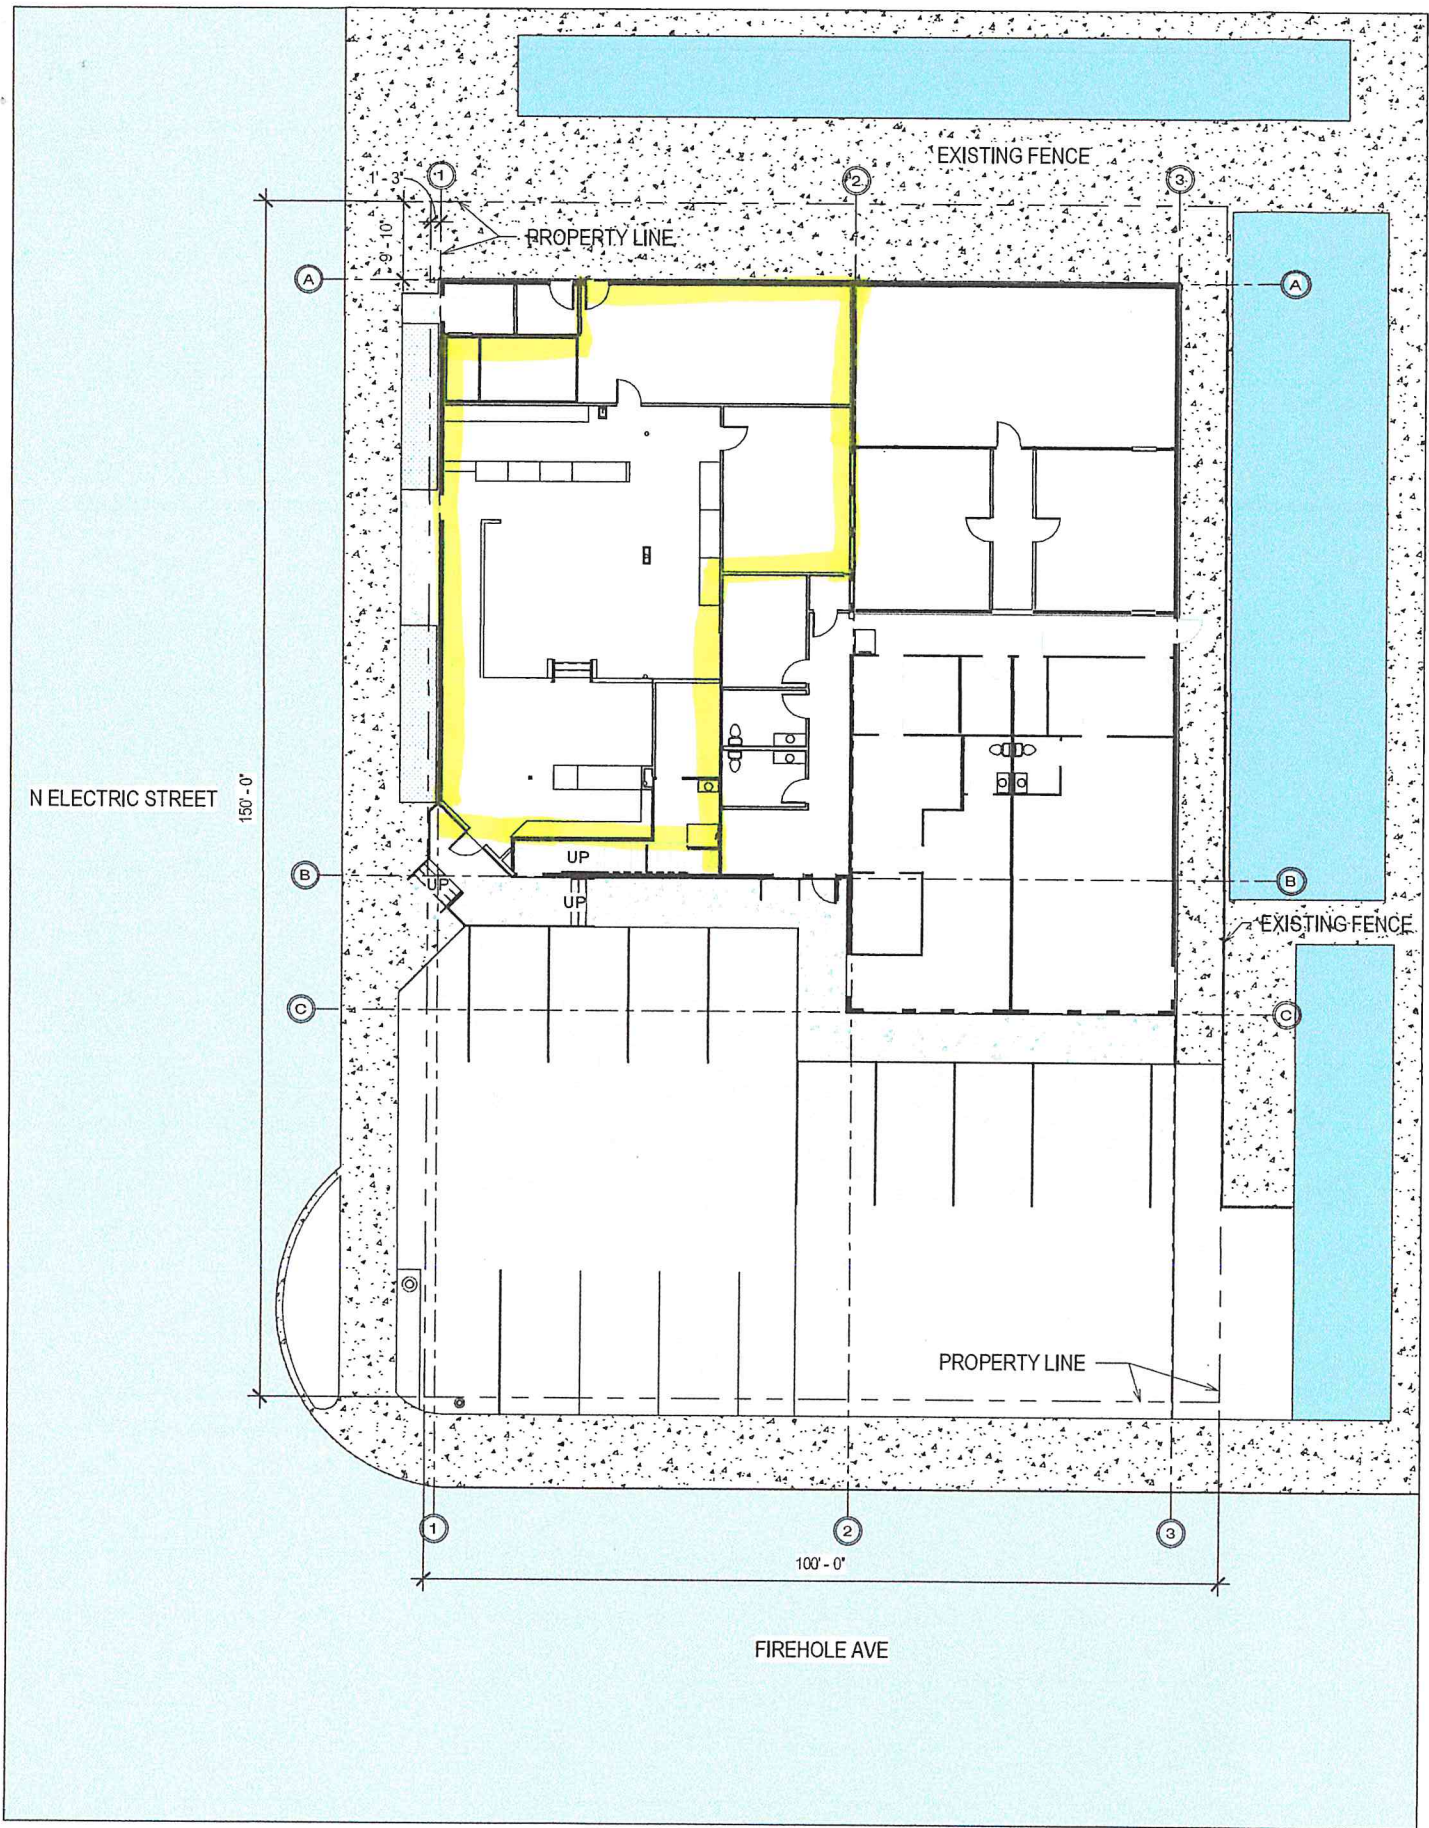 EXISTING FENCE
1' - 3"
1
2
3
PROPERTY LINE
9' - 10"
A
A
N ELECTRIC STREET
150' - 0"
UP
UP
UP
B
B
EXISTING FENCE
C
C
PROPERTY LINE
1
2
3
100' - 0"
FIREHOLE AVE